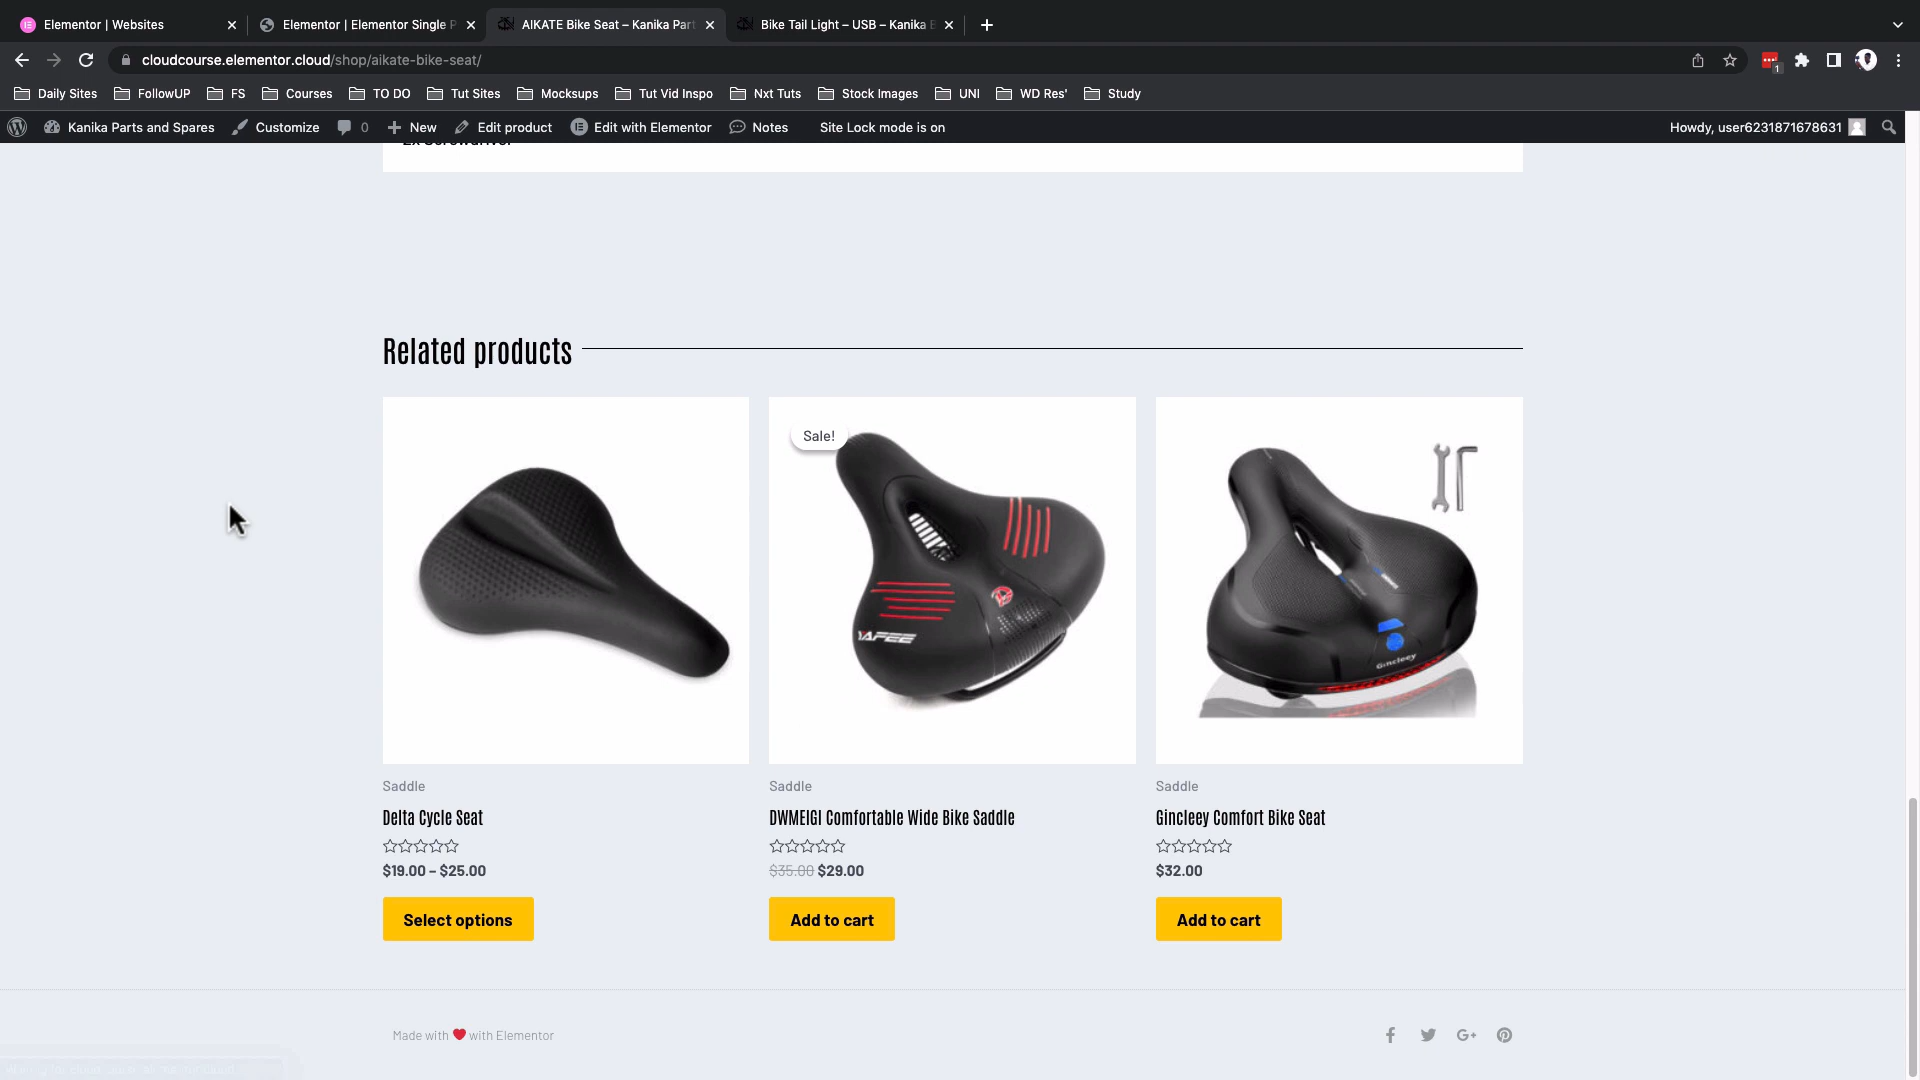 Elementor | Websites
Elementor | Elementor Single P
AIKATE Bike Seat – Kanika Part
Bike Tail Light – USB – Kanika B
cloudcourse.elementor.cloud/shop/aikate-bike-seat/
1
Daily Sites
FollowUP
FS
Courses
TO DO
Tut Sites
Mocksups
Tut Vid Inspo
Nxt Tuts
Stock Images
UNI
WD Res'
Study
Kanika Parts and Spares
Customize
0
New
Edit product
Edit with Elementor
Notes
Site Lock mode is on
Howdy, user6231871678631
2x Screwdriver
Related products
Sale!
YAFEE
Gincleey
Saddle
Delta Cycle Seat
$19.00 – $25.00
Select options
Saddle
DWMEIGI Comfortable Wide Bike Saddle
$35.00 $29.00
Add to cart
Saddle
Gincleey Comfort Bike Seat
$32.00
Add to cart
Made with ❤ with Elementor